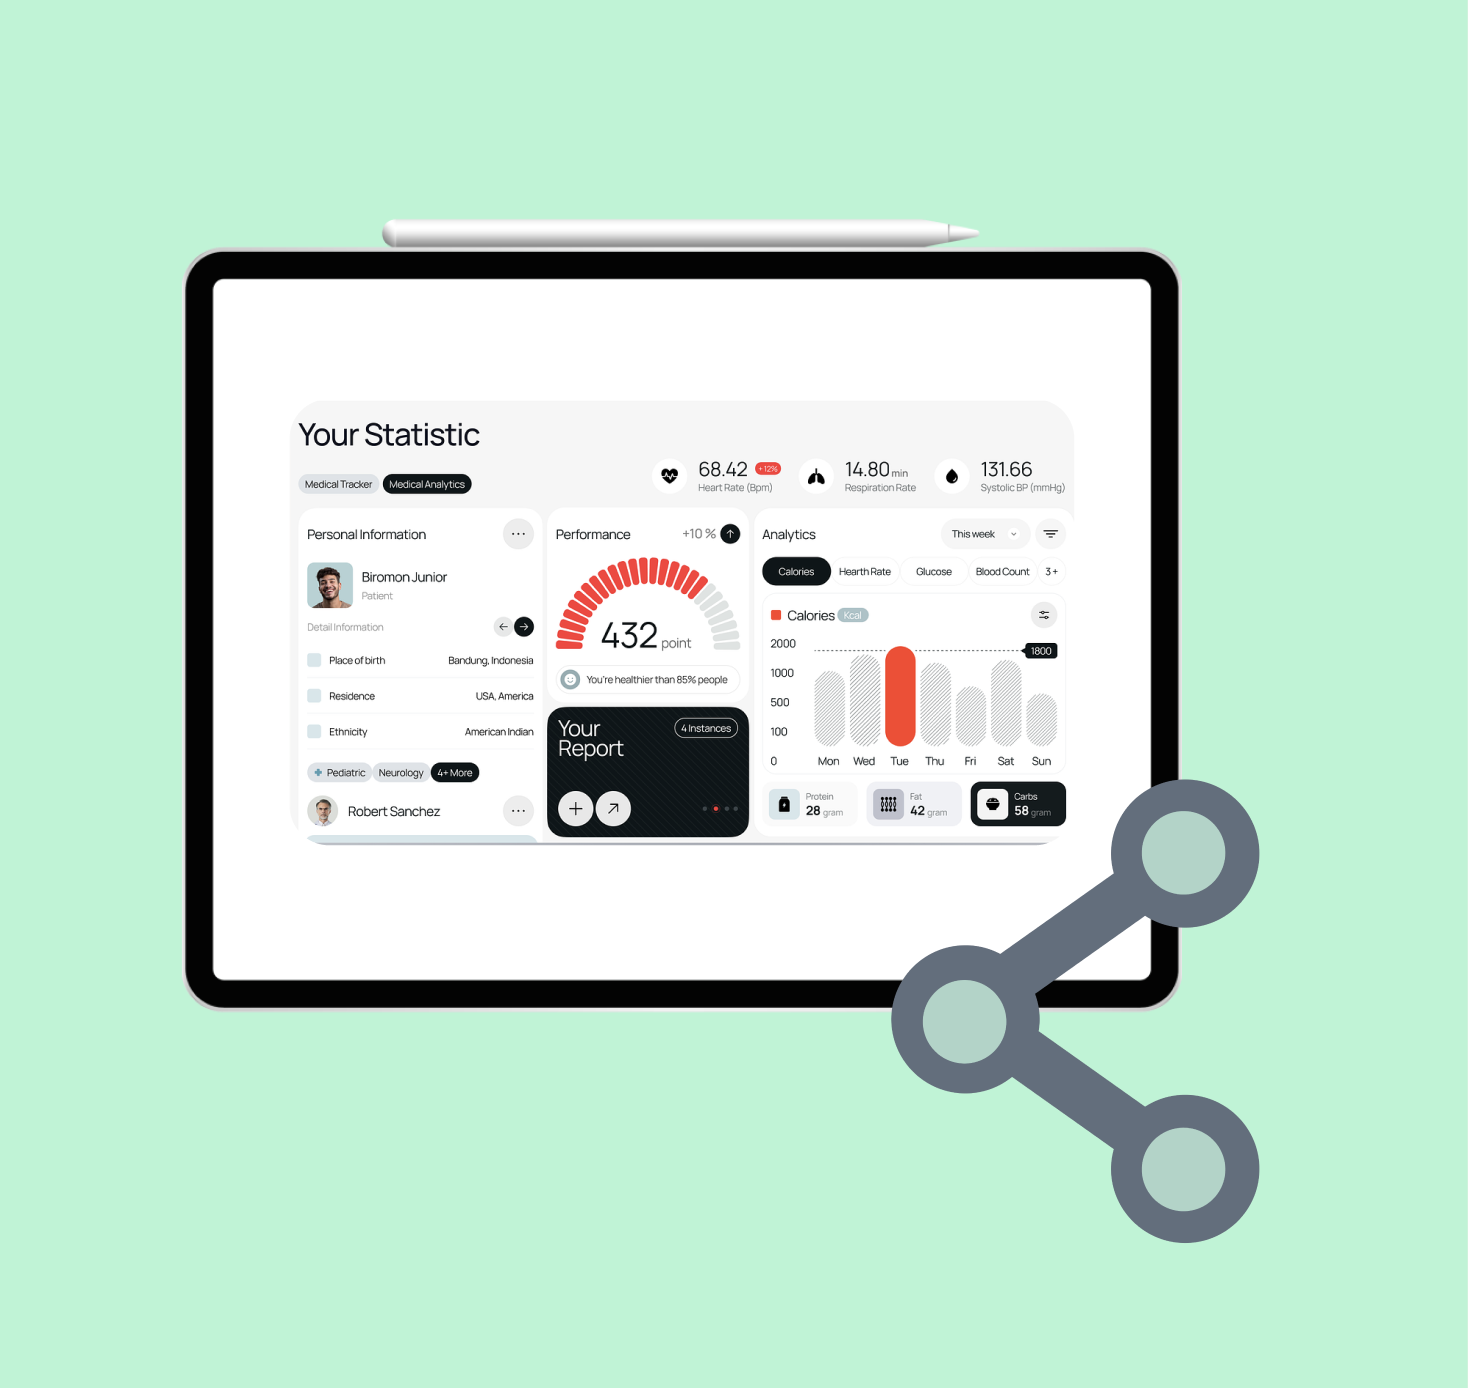 Your Statistic
Medical Tracker
Medical Analytics
68.42 +12%
Heart Rate (Bpm)
14.80 min
Respiration Rate
131.66
Systolic BP (mmHg)
Personal Information
Biromon Junior
Patient
Detail Information
Place of birth Bandung, Indonesia
Residence USA, America
Ethnicity American Indian
Pediatric Neurology 4+ More
Robert Sanchez
Performance +10 %
432 point
You're healthier than 85% people
Your
Report
4 Instances
Analytics This week
Calories Hearth Rate Glucose Blood Count 3 +
Calories Kcal
2000
1800
1000
500
100
0 Mon Tue Wed Thu Fri Sat Sun
Protein
28 gram
Fat
42 gram
Carbs
58 gram